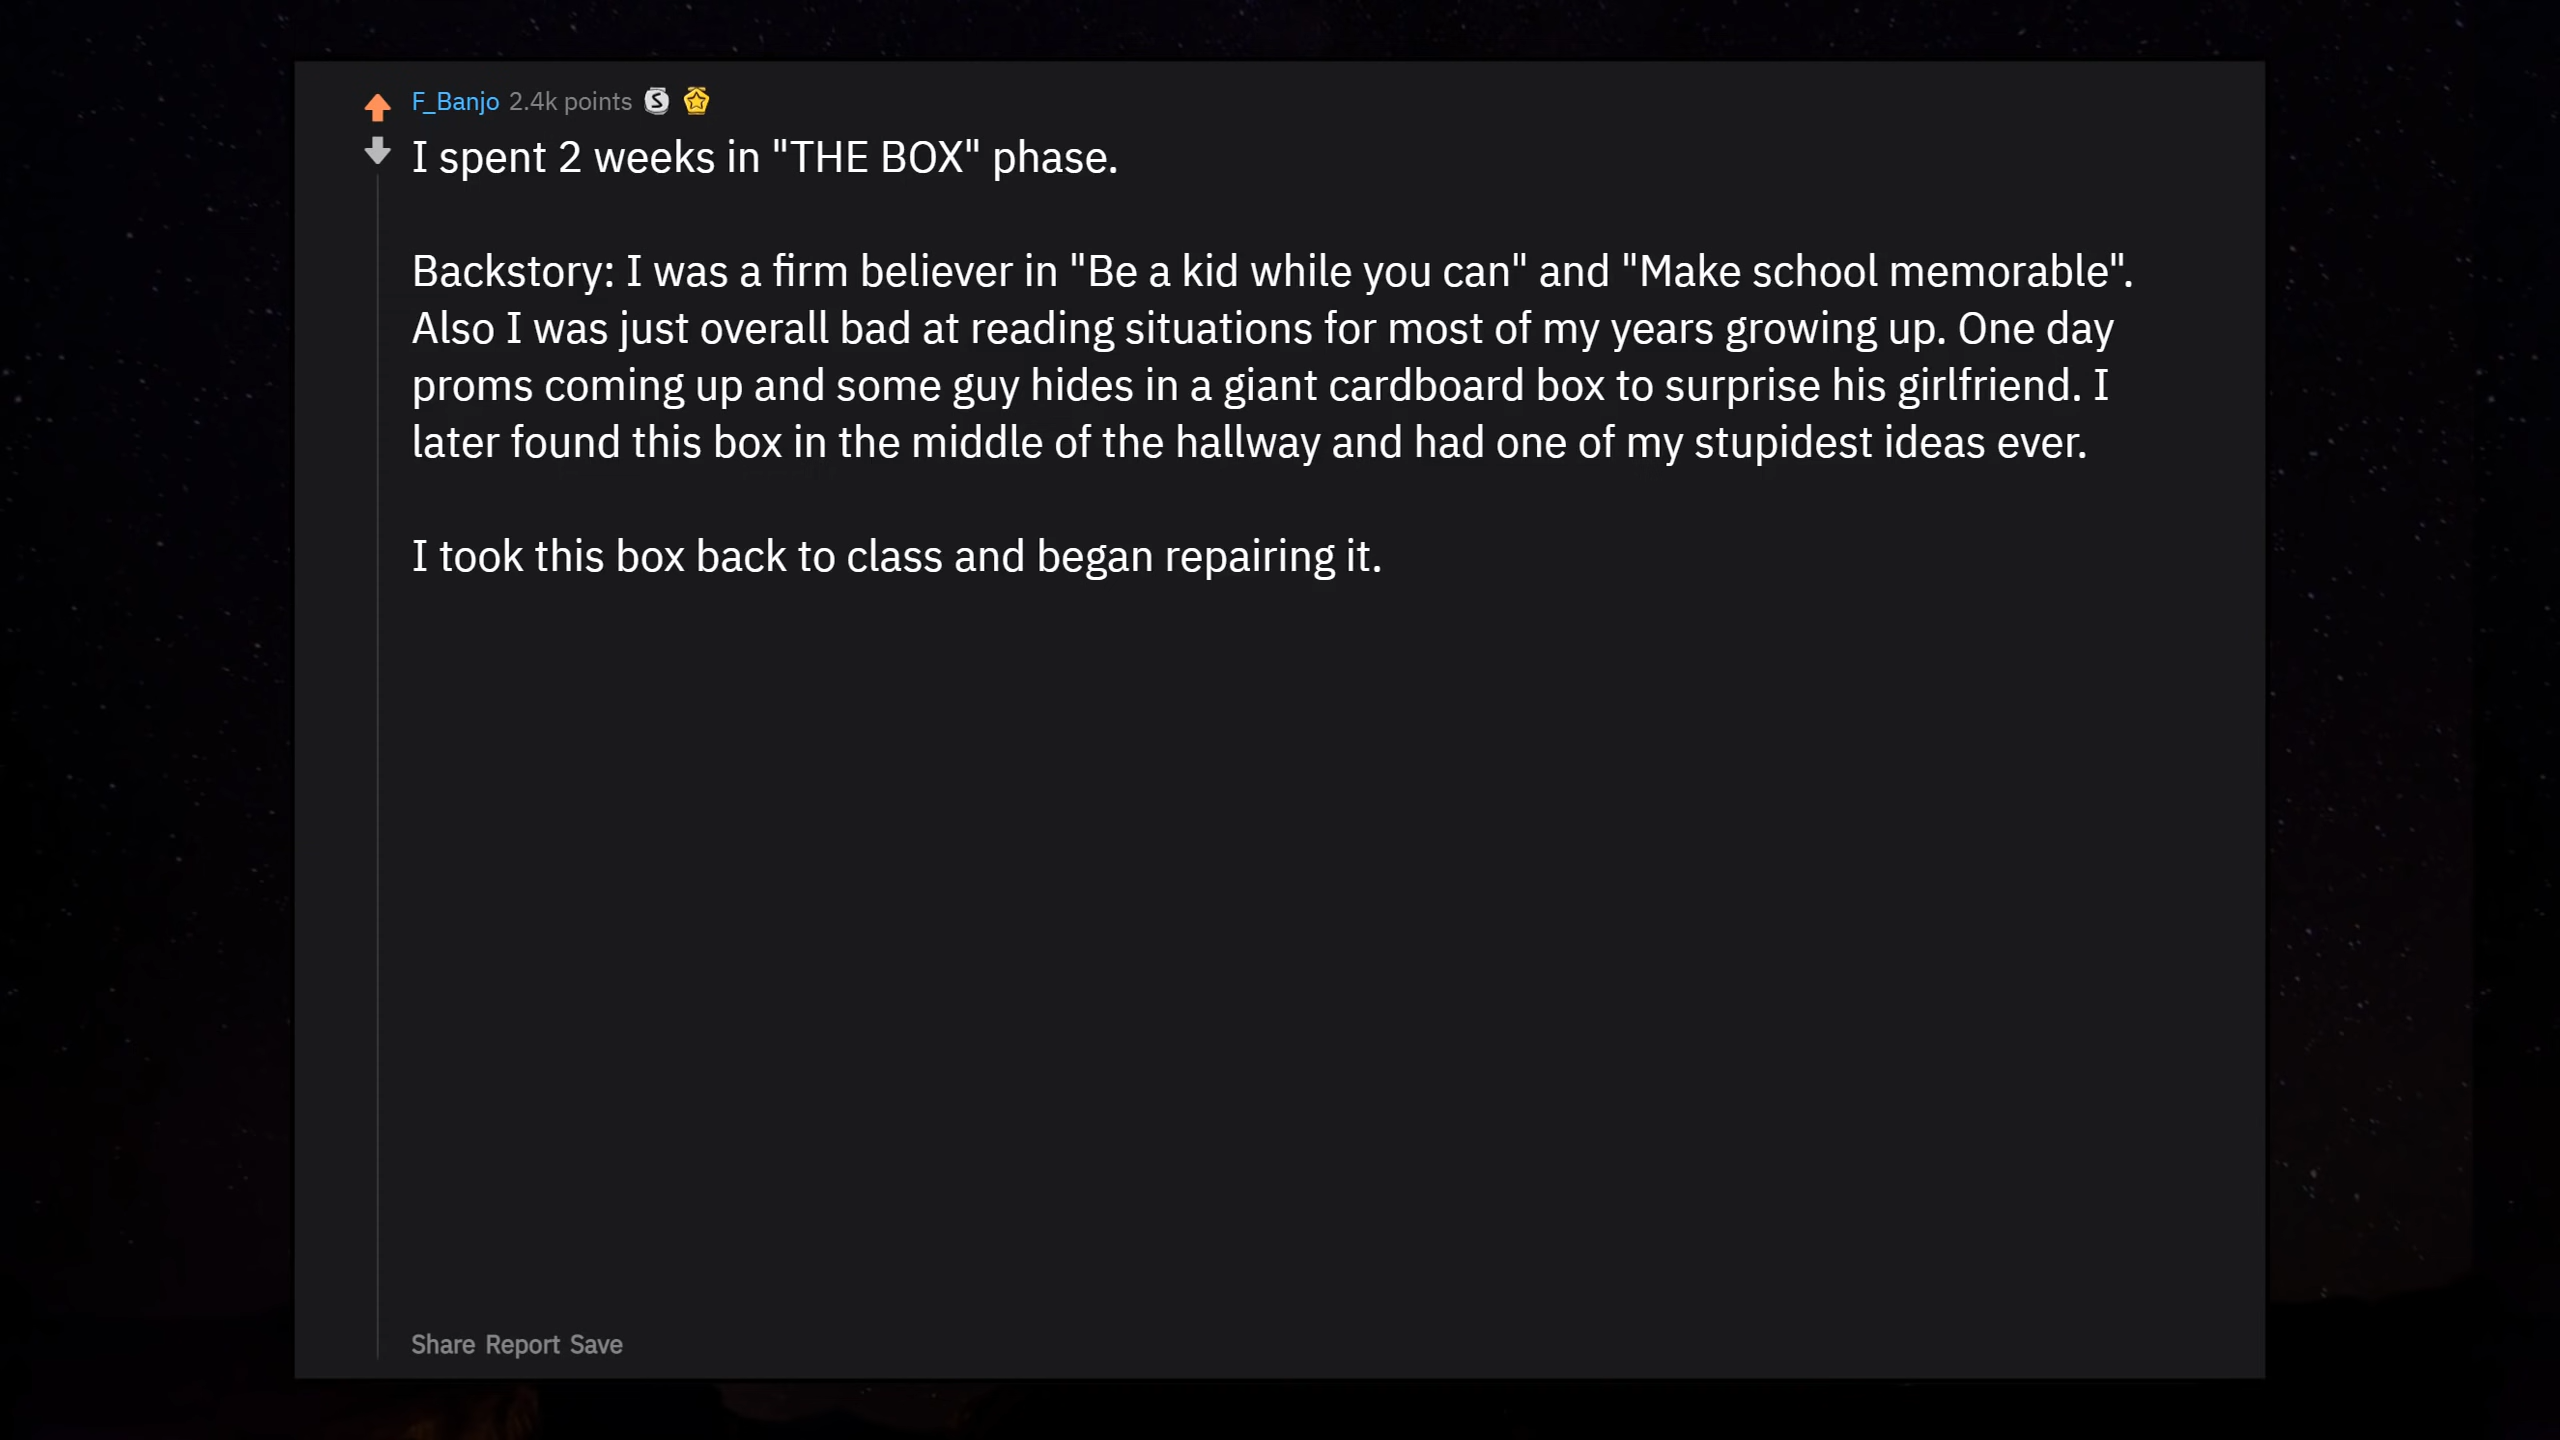 F_Banjo 2.4k points
I spent 2 weeks in "THE BOX" phase.
Backstory: I was a firm believer in "Be a kid while you can" and "Make school memorable".
Also I was just overall bad at reading situations for most of my years growing up. One day
proms coming up and some guy hides in a giant cardboard box to surprise his girlfriend. I
later found this box in the middle of the hallway and had one of my stupidest ideas ever.
I took this box back to class and began repairing it.
Share Report Save